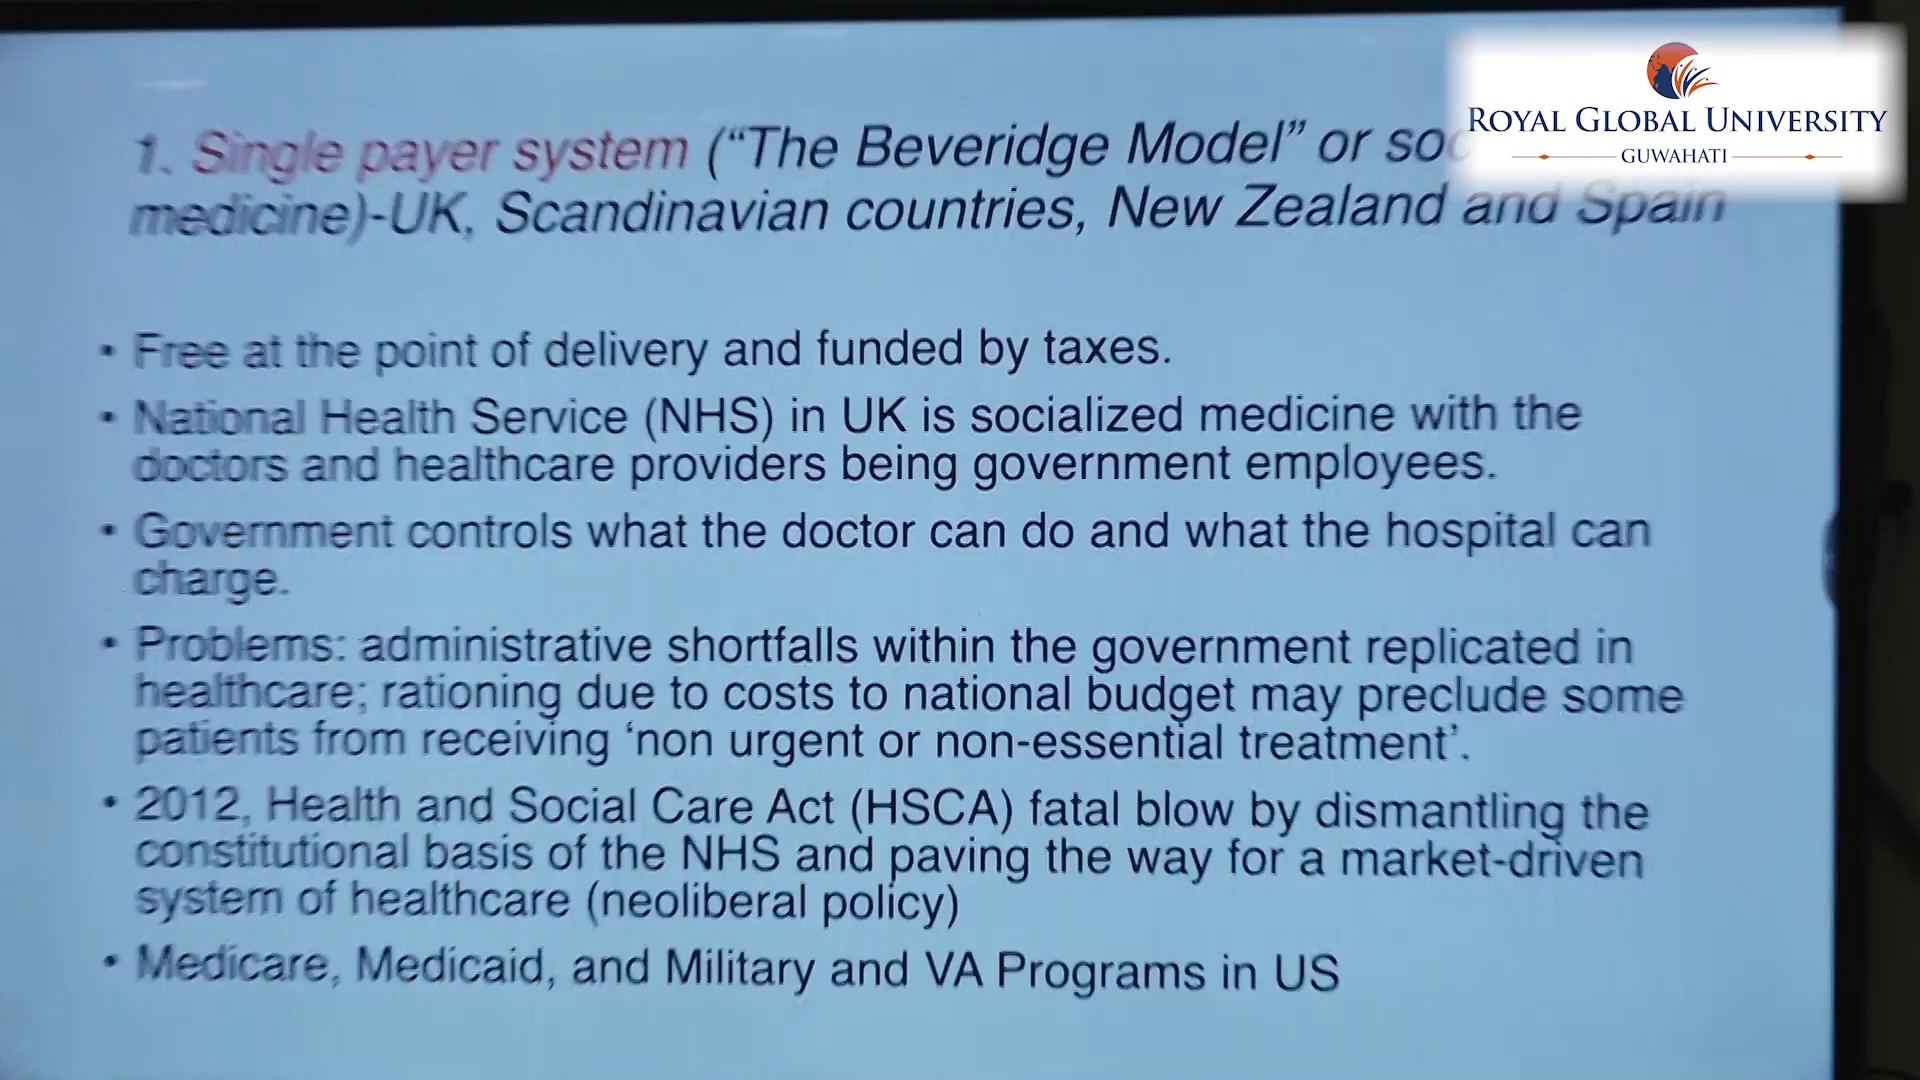 ROYAL GLOBAL UNIVERSITY
GUWAHATI
1. Single payer system (“The Beveridge Model” or
medicine)-UK, Scandinavian countries, New Zealand and Spain
• Free at the point of delivery and funded by taxes.
• National Health Service (NHS) in UK is socialized medicine with the
doctors and healthcare providers being government employees.
• Government controls what the doctor can do and what the hospital can
charge.
• Problems: administrative shortfalls within the government replicated in
healthcare; rationing due to costs to national budget may preclude some
patients from receiving ‘non urgent or non-essential treatment’.
• 2012, Health and Social Care Act (HSCA) fatal blow by dismantling the
constitutional basis of the NHS and paving the way for a market-driven
system of healthcare (neoliberal policy)
• Medicare, Medicaid, and Military and VA Programs in US